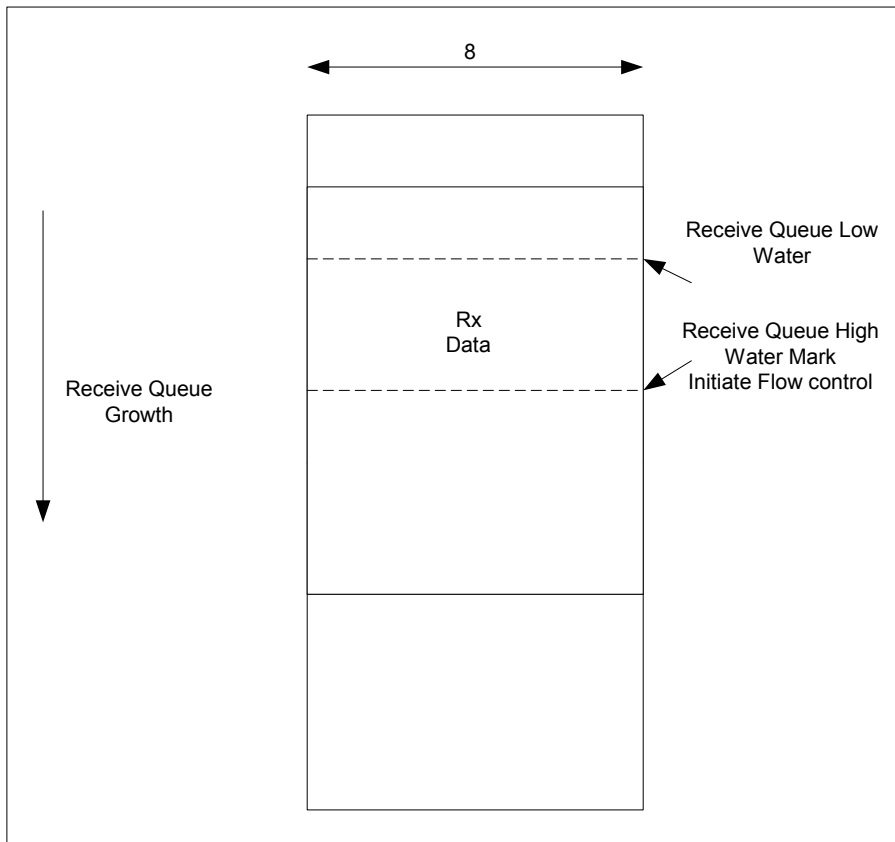 8
Receive Queue Low
Water
Rx
Data
Receive Queue High
Water Mark
Initiate Flow control
Receive Queue
Growth